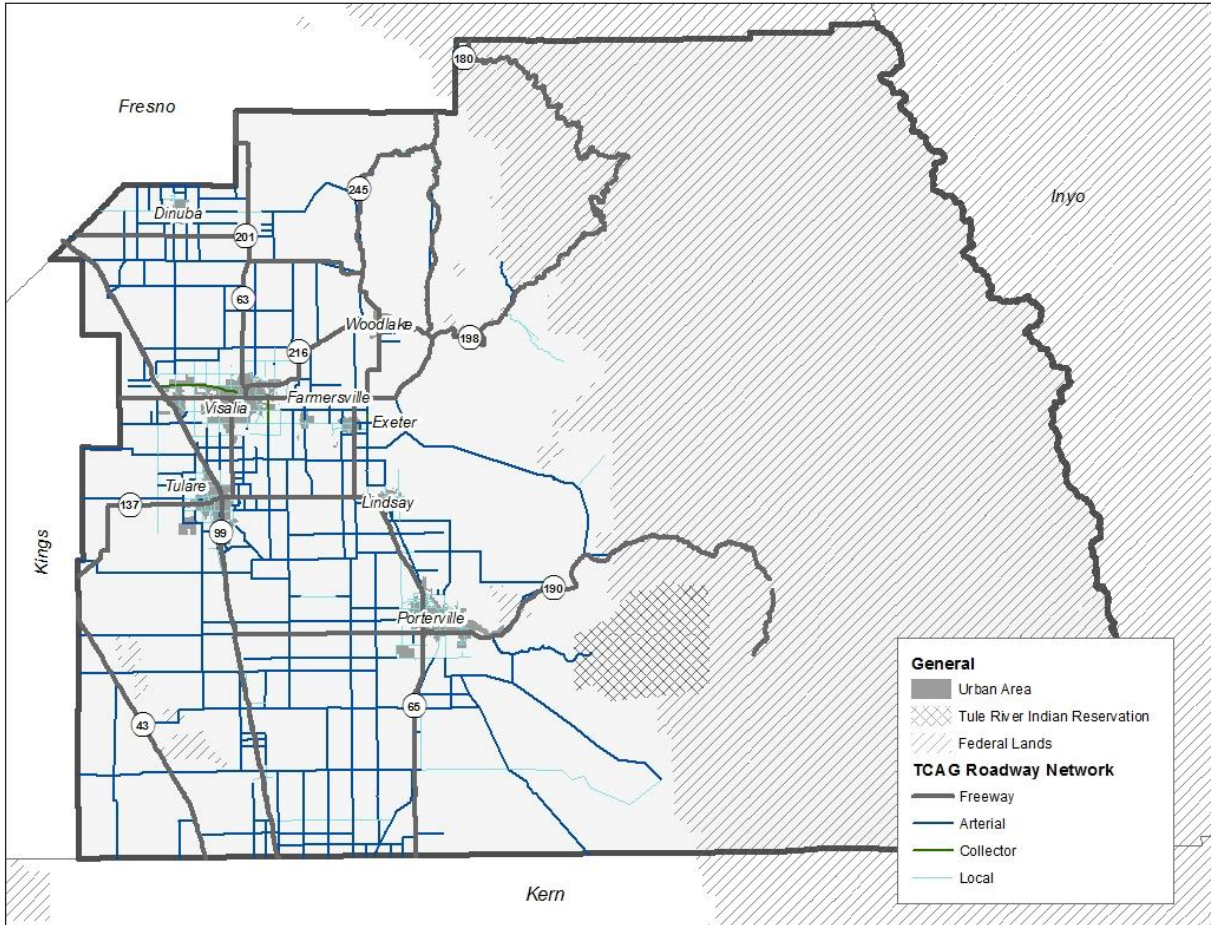 180
Fresno
245
Inyo
Dinuba
201
63
Woodlake
198
216
Farmersville
Visalia
Exeter
Tulare
Lindsay
137
99
Kings
190
Porterville
65
43
Kern
General
Urban Area
Tule River Indian Reservation
Federal Lands
TCAG Roadway Network
Freeway
Arterial
Collector
Local